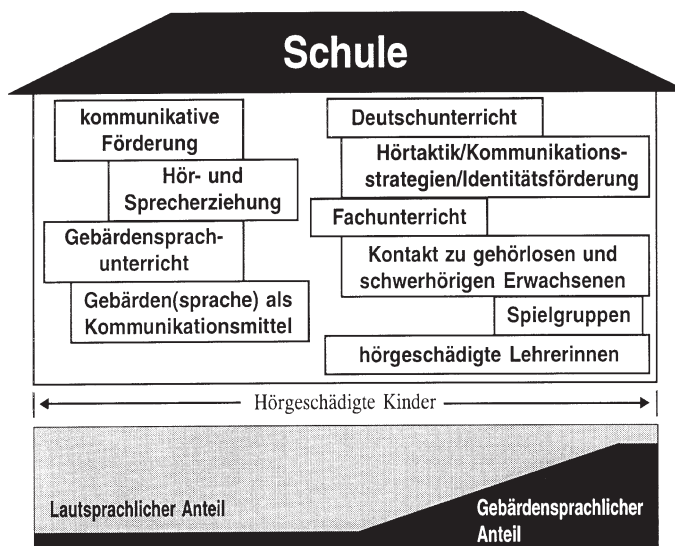 Schule
kommunikative
Förderung
Hör- und
Sprecherziehung
Gebärdensprach-
unterricht
Gebärden(sprache) als
Kommunikationsmittel
Deutschunterricht
Hörtaktik/Kommunikations-
strategien/Identitätsförderung
Fachunterricht
Kontakt zu gehörlosen und
schwerhörigen Erwachsenen
Spielgruppen
hörgeschädigte Lehrerinnen
Hörgeschädigte Kinder
Lautsprachlicher Anteil
Gebärdensprachlicher
Anteil